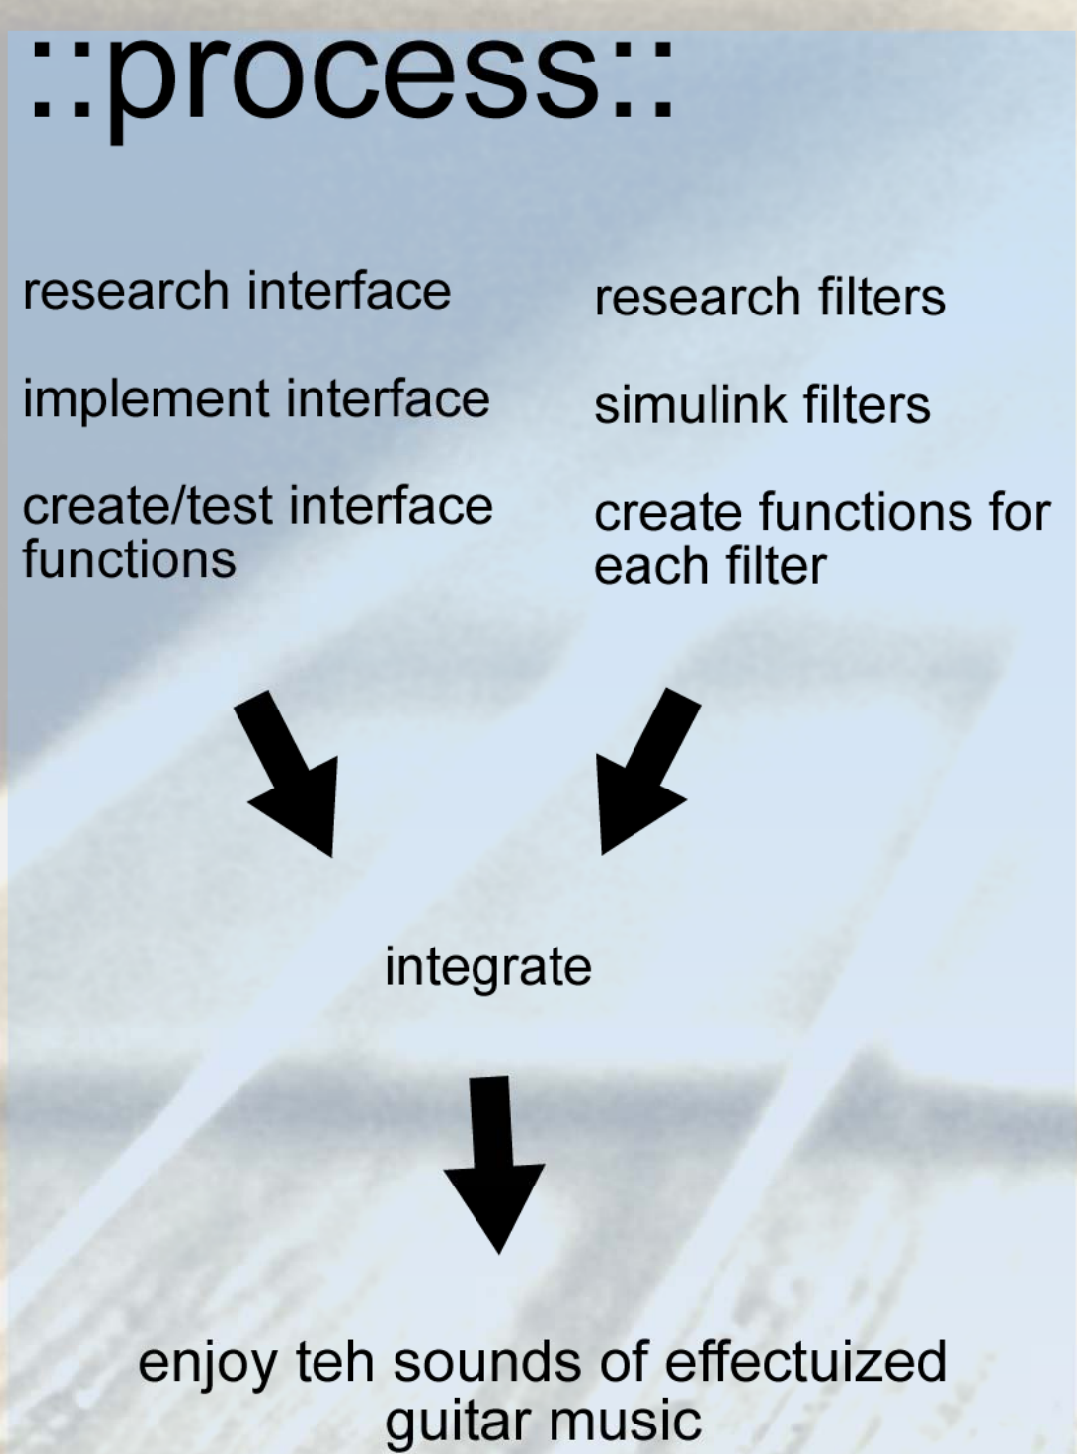 ::process::
research interface
implement interface
create/test interface
functions
research filters
simulink filters
create functions for
each filter
integrate
enjoy teh sounds of effectuized
guitar music